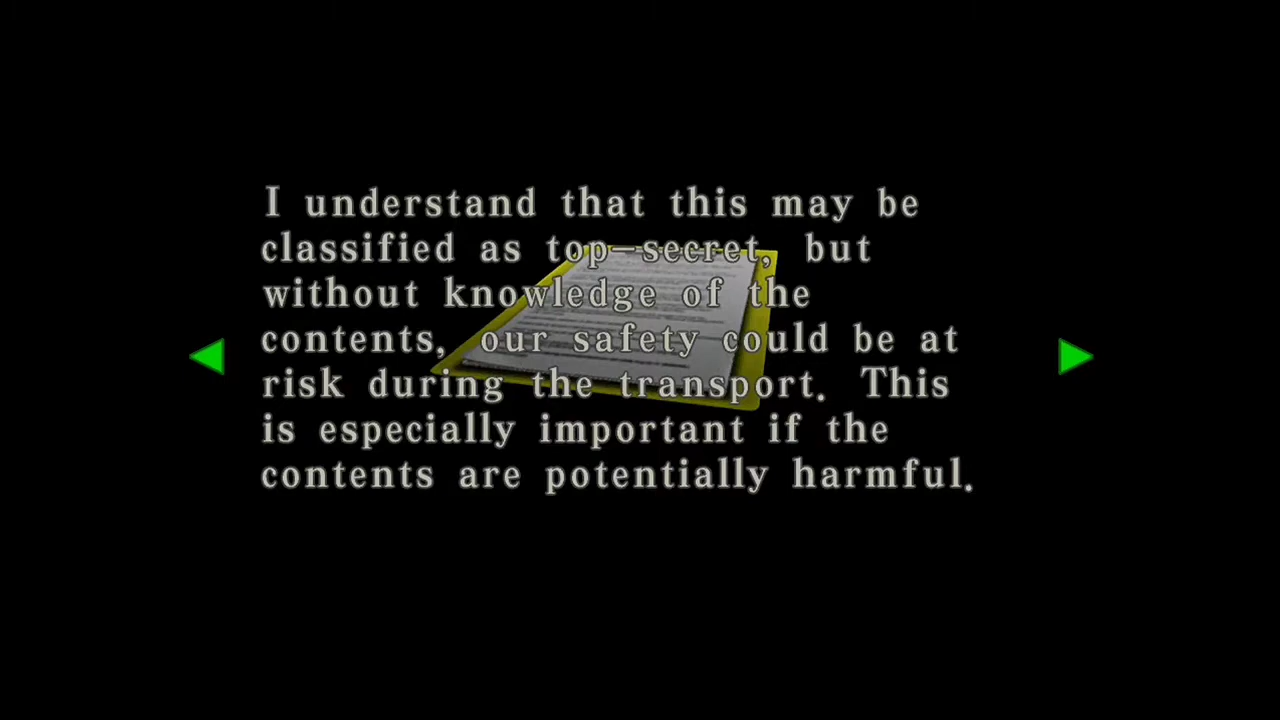 I understand that this may be
classified as top-secret, but
without knowledge of the
contents, our safety could be at
risk during the transport. This
is especially important if the
contents are potentially harmful.